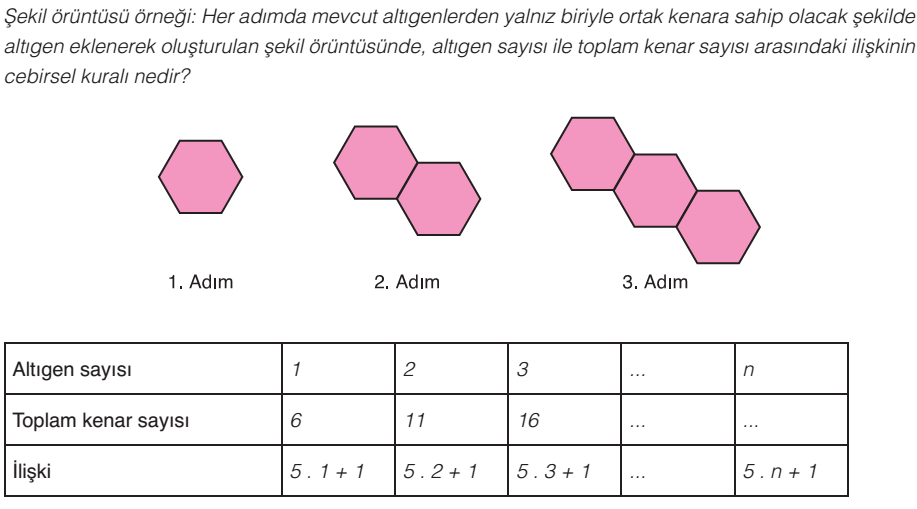 Şekil örüntüsü örneği: Her adımda mevcut altıgenlerden yalnız biriyle ortak kenara sahip olacak şekilde
altıgen eklenerek oluşturulan şekil örüntüsünde, altıgen sayısı ile toplam kenar sayısı arasındaki ilişkinin
cebirsel kuralı nedir?
1. Adım 2. Adım 3. Adım
Altıgen sayısı 1 2 3 ... n
Toplam kenar sayısı 6 11 16 ... ...
İlişki 5 . 1 + 1 5 . 2 + 1 5 . 3 + 1 ... 5 . n + 1